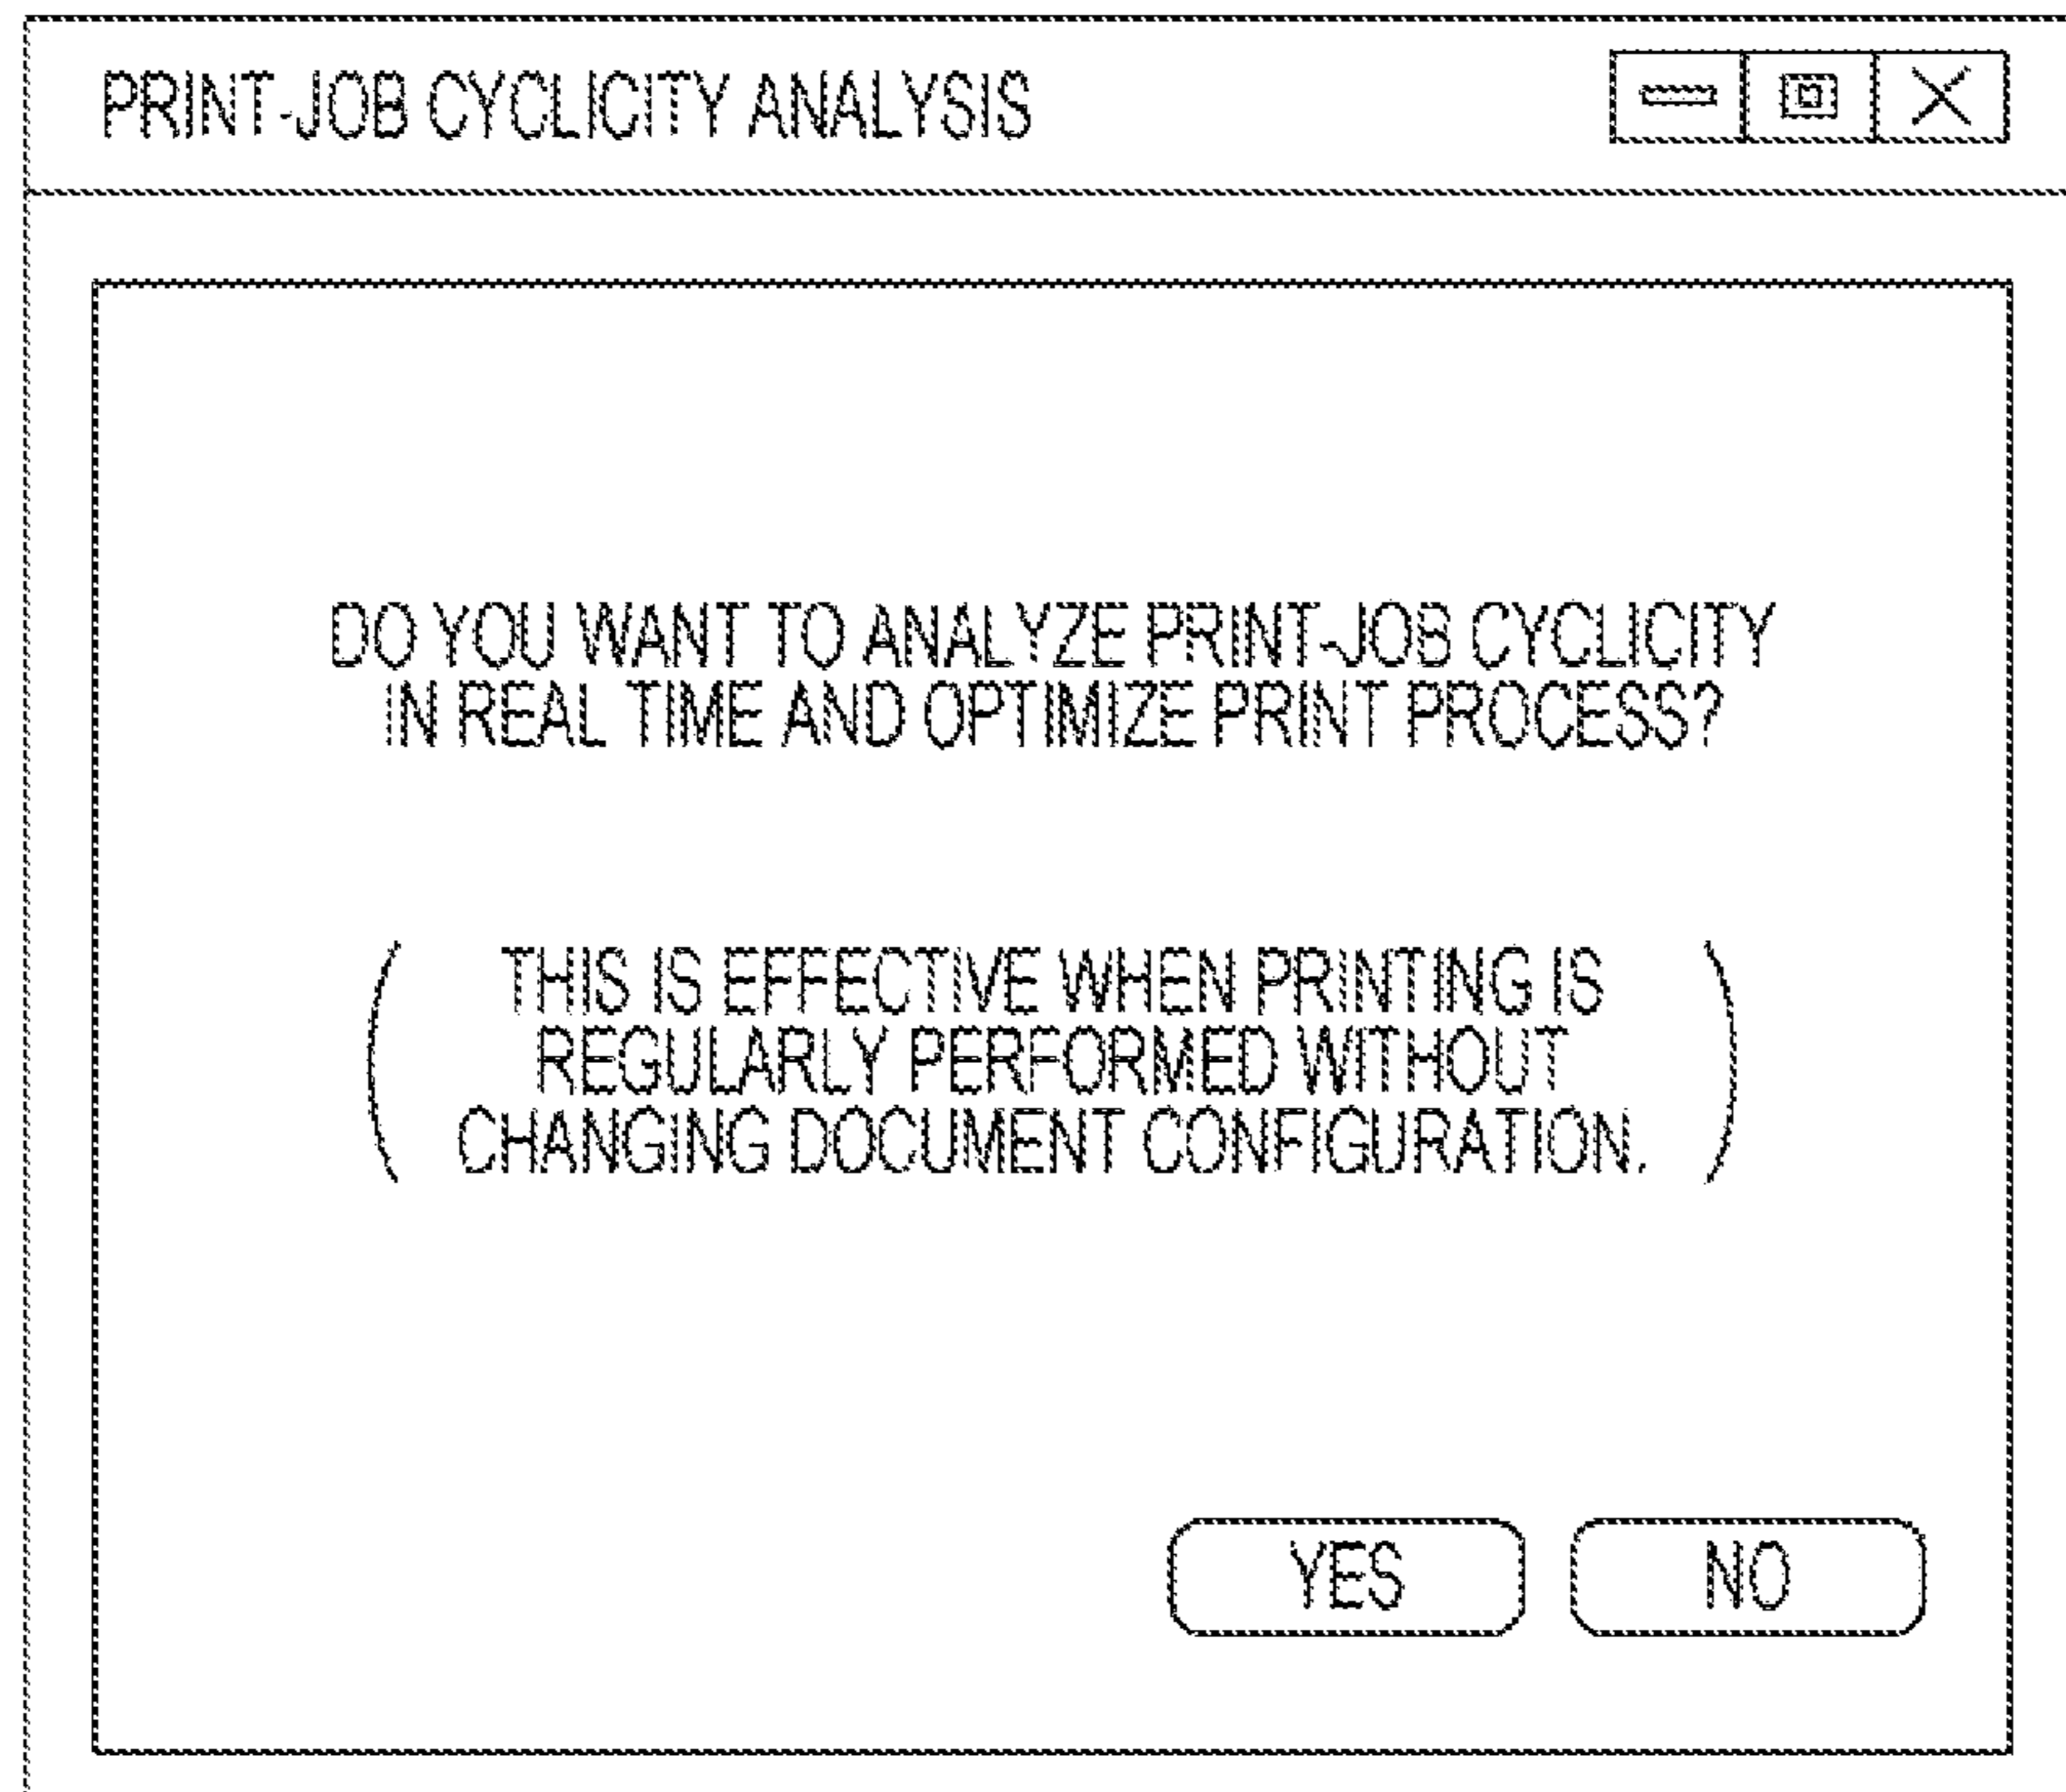 PRINT-JOB CYCLICITY ANALYSIS
DO YOU WANT TO ANALYZE PRINT-JOB CYCLICITY
IN REAL TIME AND OPTIMIZE PRINT PROCESS?
( THIS IS EFFECTIVE WHEN PRINTING IS
REGULARLY PERFORMED WITHOUT
CHANGING DOCUMENT CONFIGURATION. )
YES NO